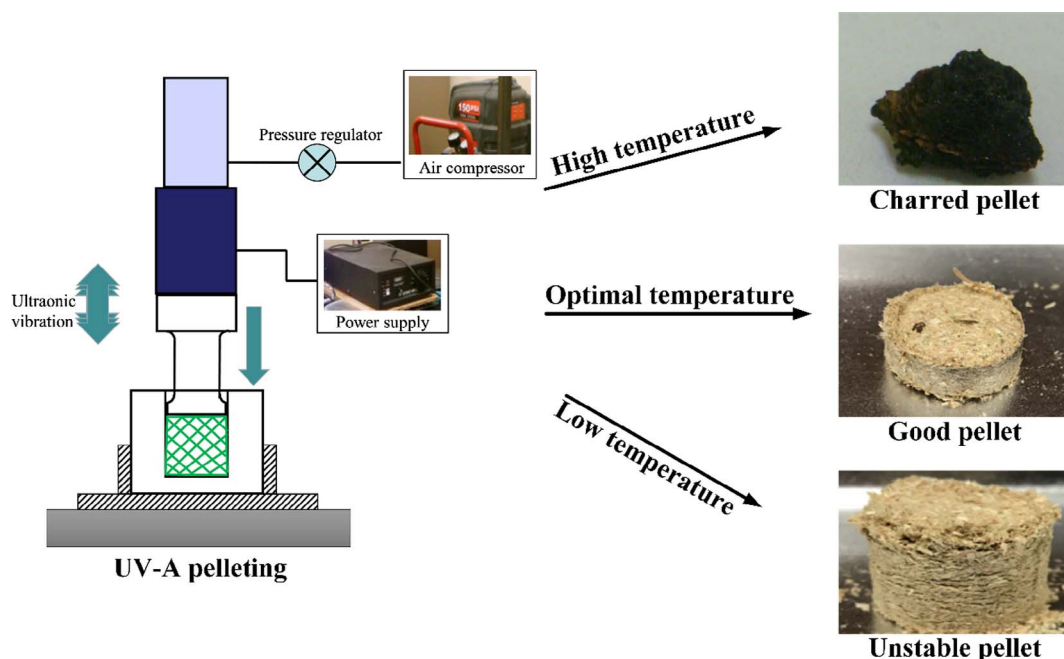 150 PSI
Pressure regulator
Air compressor
High temperature
Charred pellet
Ultraonic
vibration
Power supply
Optimal temperature
Good pellet
Low temperature
UV-A pelleting
Unstable pellet